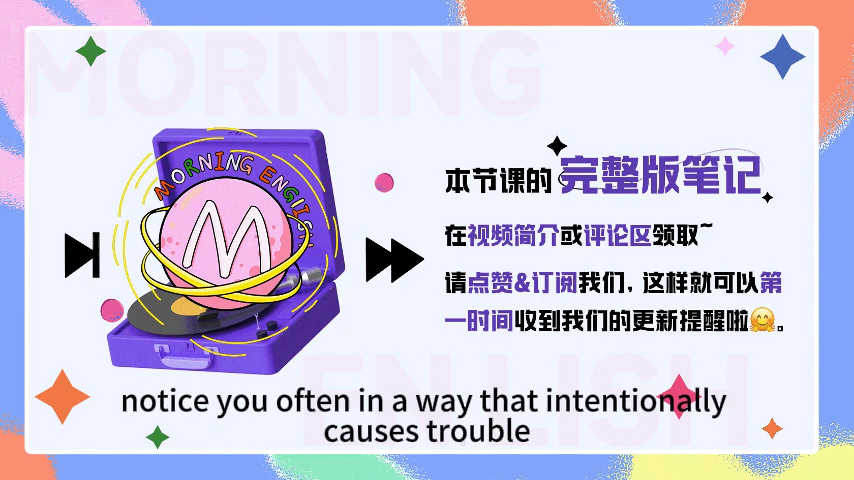 MORNING
MORNING ENGLISH
M
本节课的 完整版笔记
在视频简介或评论区领取~
请点赞&订阅我们，这样就可以第
一时间收到我们的更新提醒啦🤗。
notice you often in a way that intentionally
causes trouble